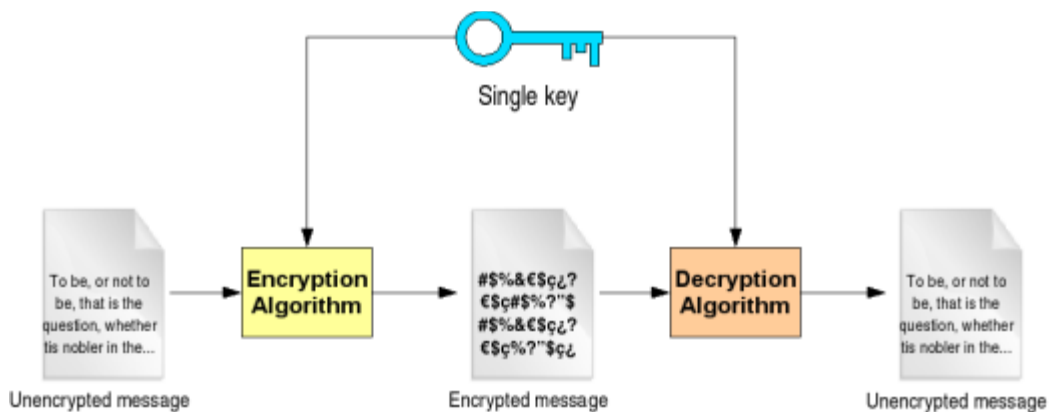 Single key
To be, or not to
be, that is the
question, whether
tis nobler in the...
Unencrypted message
Encryption
Algorithm
#$%&€$ç¿?
€$ç#$%?"$
#$%&€$ç¿?
€$ç%?"$ç¿
Encrypted message
Decryption
Algorithm
To be, or not to
be, that is the
question, whether
tis nobler in the...
Unencrypted message